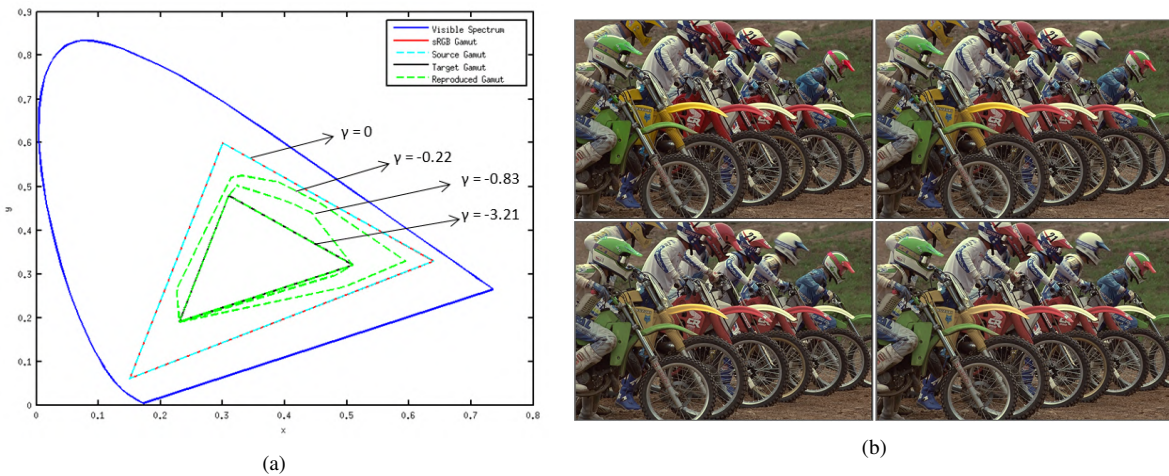 0.9
0.8
0.7
0.6
0.5
0.4
0.3
0.2
0.1
0
y
0
0.1
0.2
0.3
0.4
0.5
0.6
0.7
0.8
x
Visible Spectrum
sRGB Gamut
Source Gamut
Target Gamut
Reproduced Gamut
γ = 0
γ = -0.22
γ = -0.83
γ = -3.21
(a)
(b)